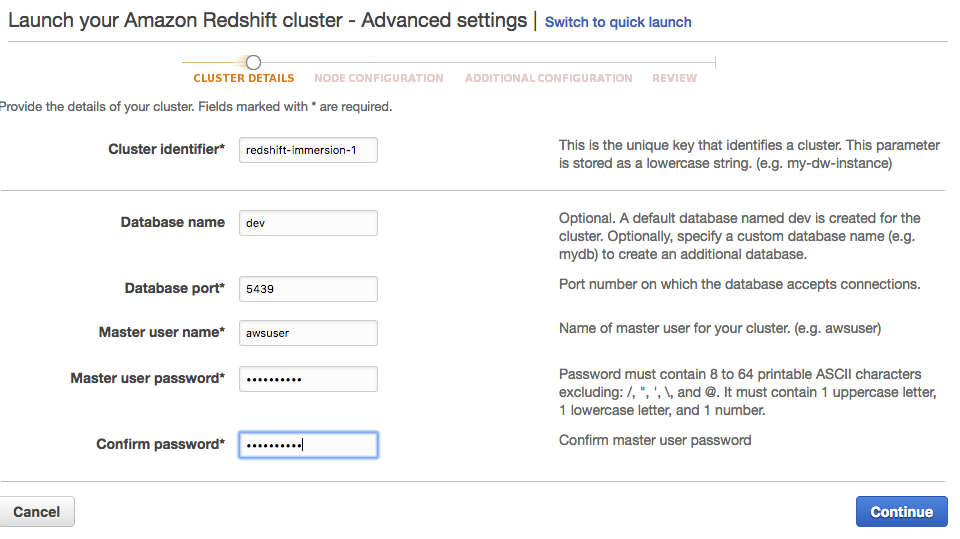 Launch your Amazon Redshift cluster - Advanced settings | Switch to quick launch
CLUSTER DETAILS NODE CONFIGURATION ADDITIONAL CONFIGURATION REVIEW
Provide the details of your cluster. Fields marked with * are required.
Cluster identifier* redshift-immersion-1
This is the unique key that identifies a cluster. This parameter
is stored as a lowercase string. (e.g. my-dw-instance)
Database name dev
Optional. A default database named dev is created for the
cluster. Optionally, specify a custom database name (e.g.
mydb) to create an additional database.
Database port* 5439
Port number on which the database accepts connections.
Master user name* awsuser
Name of master user for your cluster. (e.g. awsuser)
Master user password* ••••••••••
Password must contain 8 to 64 printable ASCII characters
excluding: /, ", ', \, and @. It must contain 1 uppercase letter,
1 lowercase letter, and 1 number.
Confirm password* ••••••••••
Confirm master user password
Cancel Continue